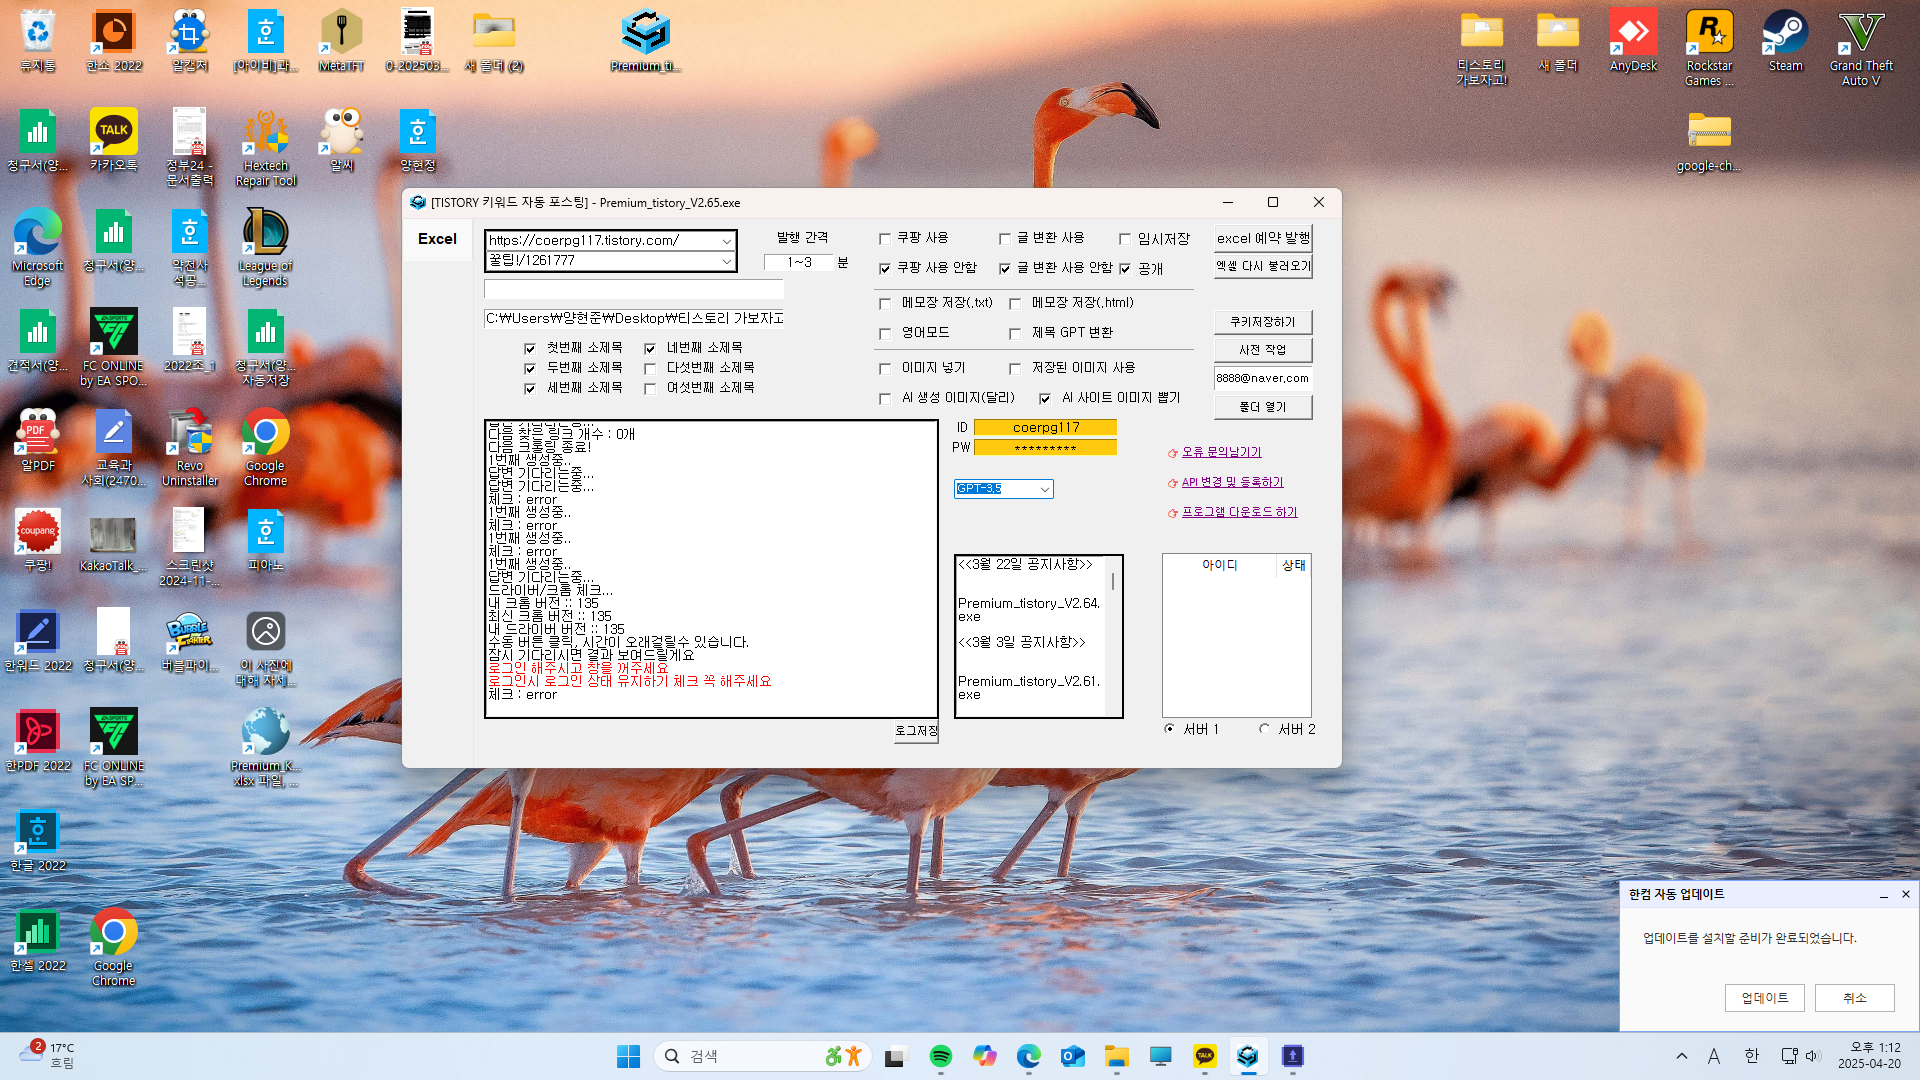 휴지통
한쇼 2022
알캡처
[아이비]과...
MetaTFT
0-202503...
새 폴더 (2)
Premium_ti...
티스토리 가보자고!
새 폴더
AnyDesk
Rockstar Games ...
Steam
Grand Theft Auto V
청구서(양...
TALK
카카오톡
정부24 - 문서출력
Hextech Repair Tool
알씨
양현정
google-ch...
Microsoft Edge
청구서(양...
약천사 석공...
League of Legends
견적서(양...
FC ONLINE by EA SPO...
2022조_1
청구서(양... 자동저장
PDF
알PDF
교육과 사회(2470...
Revo Uninstaller
Google Chrome
coupang
쿠팡!
KakaoTalk_...
스크린샷 2024-11-...
피아노
한워드 2022
청구서(양...
버블파이...
이 사진에 대해 자세...
한PDF 2022
FC ONLINE by EA SP...
Premium_K... xlsx 파일, ...
한글 2022
한셀 2022
Google Chrome
[TISTORY 키워드 자동 포스팅] - Premium_tistory_V2.65.exe
Excel
https://coerpg117.tistory.com/
꿀팁!/1261777
발행 간격
1~3 분
C:₩Users₩양현준₩Desktop₩티스토리 가보자고
첫번째 소제목
네번째 소제목
두번째 소제목
다섯번째 소제목
세번째 소제목
여섯번째 소제목
쿠팡 사용
글 변환 사용
임시저장
쿠팡 사용 안함
글 변환 사용 안함
공개
메모장 저장(.txt)
메모장 저장(.html)
영어모드
제목 GPT 변환
이미지 넣기
저장된 이미지 사용
AI 생성 이미지(달리)
AI 사이트 이미지 뽑기
excel 예약 발행
엑셀 다시 불러오기
쿠키저장하기
사전 작업
8888@naver.com
폴더 열기
다음 찾은 링크 개수 : 0개
다음 크롤링 종료!
1번째 생성중..
답변 기다리는중...
답변 기다리는중...
체크 : error
1번째 생성중..
체크 : error
1번째 생성중..
체크 : error
1번째 생성중..
답변 기다리는중...
드라이버/크롬 체크...
내 크롬 버전 :: 135
최신 크롬 버전 :: 135
내 드라이버 버전 :: 135
수동 버튼 클릭, 시간이 오래걸릴수 있습니다.
잠시 기다리시면 결과 보여드릴게요
로그인 해주시고 창을 꺼주세요
로그인시 로그인 상태 유지하기 체크 꼭 해주세요
체크 : error
로그저장
ID coerpg117
PW *********
GPT-3.5
오류 문의남기기
API 변경 및 등록하기
프로그램 다운로드 하기
<<3월 22일 공지사항>>
Premium_tistory_V2.64.
exe
<<3월 3일 공지사항>>
Premium_tistory_V2.61.
exe
아이디 상태
서버 1
서버 2
한컴 자동 업데이트
업데이트를 설치할 준비가 완료되었습니다.
업데이트
취소
2
17°C
흐림
검색
TALK
A
한
오후 1:12
2025-04-20